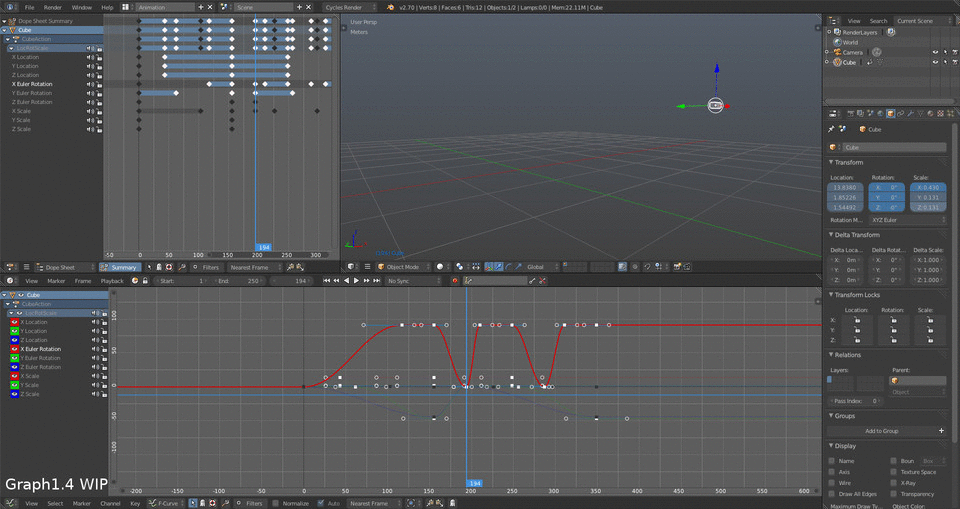 File Render Window Help Animation Scene Cycles Render v2.70 | Verts:8 | Faces:6 | Tris:12 | Objects:1/2 | Lamps:0/0 | Mem:22.11M | Cube
View Search Current Scene
RenderLayers
World
Camera
Cube
Dope Sheet Summary
Cube
CubeAction
LocRotScale
X Location
Y Location
Z Location
X Euler Rotation
Y Euler Rotation
Z Euler Rotation
X Scale
Y Scale
Z Scale
194
-50 0 50 100 150 200 250 300
Dope Sheet Summary Filters Nearest Frame
User Persp
Meters
Object Mode Global
Cube
Cube
Transform
Location: Rotation: Scale:
13.8380 X: 0° X:0.430
1.85226 Y: 0° Y:0.131
1.54492 Z: 0° Z:0.131
Rotation M... XYZ Euler
Delta Transform
Delta Loca... Delta Rotat... Delta Scale:
X: 0m X: 0° X:1.000
Y: 0m Y: 0° Y:1.000
Z: 0m Z: 0° Z:1.000
Transform Locks
Location: Rotation: Scale:
X:
Y:
Z:
Relations
Layers: Parent:
Object
Pass Index: 0
Groups
Add to Group
Display
Name Boun Box
Axis Texture Space
Wire X-Ray
Draw All Edges Transparency
Maximum Draw Ty... Object Color:
View Marker Frame Playback Start: 1 End: 250 194 No Sync
Cube
CubeAction
LocRotScale
X Location
Y Location
Z Location
X Euler Rotation
Y Euler Rotation
Z Euler Rotation
X Scale
Y Scale
Z Scale
100
50
0
-50
-100
Graph1.4 WIP
194
-200 -150 -100 -50 0 50 100 150 200 250 300 350 400 450 500 550 600
View Select Marker Channel Key F-Curve Filters Normalize Auto Nearest Frame